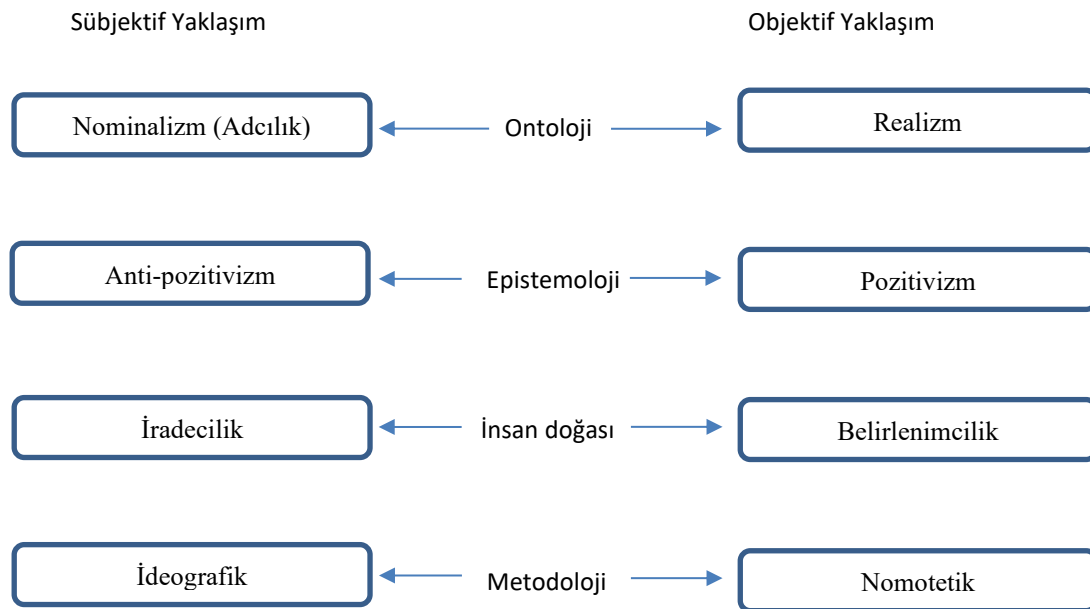 Sübjektif Yaklaşım Objektif Yaklaşım
Nominalizm (Adcılık) Ontoloji Realizm
Anti-pozitivizm Epistemoloji Pozitivizm
İradecilik İnsan doğası Belirlenimcilik
İdeografik Metodoloji Nomotetik